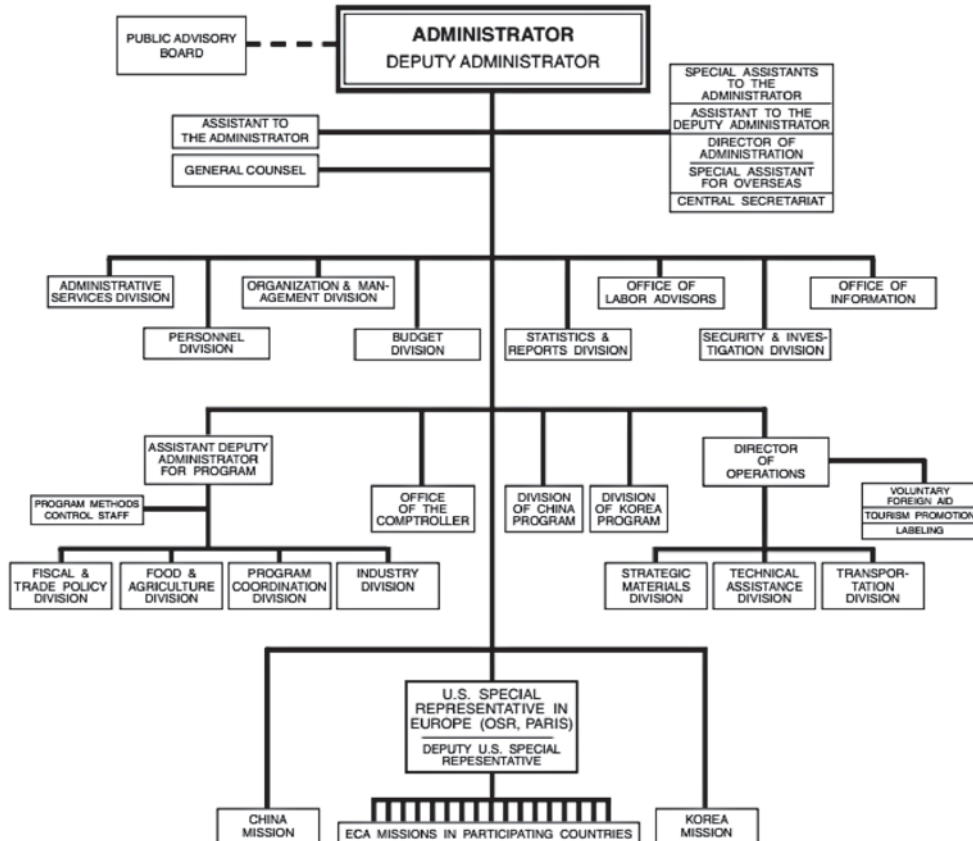 PUBLIC ADVISORY
BOARD
ADMINISTRATOR
DEPUTY ADMINISTRATOR
ASSISTANT TO
THE ADMINISTRATOR
GENERAL COUNSEL
SPECIAL ASSISTANTS
TO THE
ADMINISTRATOR
ASSISTANT TO THE
DEPUTY ADMINISTRATOR
DIRECTOR OF
ADMINISTRATION
SPECIAL ASSISTANT
FOR OVERSEAS
CENTRAL SECRETARIAT
ADMINISTRATIVE
SERVICES DIVISION
PERSONNEL
DIVISION
ORGANIZATION & MAN-
AGEMENT DIVISION
BUDGET
DIVISION
STATISTICS &
REPORTS DIVISION
OFFICE OF
LABOR ADVISORS
SECURITY & INVES-
TIGATION DIVISION
OFFICE OF
INFORMATION
ASSISTANT DEPUTY
ADMINISTRATOR
FOR PROGRAM
PROGRAM METHODS
CONTROL STAFF
FISCAL &
TRADE POLICY
DIVISION
FOOD &
AGRICULTURE
DIVISION
PROGRAM
COORDINATION
DIVISION
INDUSTRY
DIVISION
OFFICE
OF THE
COMPTROLLER
DIVISION
OF CHINA
PROGRAM
DIVISION
OF KOREA
PROGRAM
DIRECTOR
OF
OPERATIONS
VOLUNTARY
FOREIGN AID
TOURISM PROMOTION
LABELING
STRATEGIC
MATERIALS
DIVISION
TECHNICAL
ASSISTANCE
DIVISION
TRANSPOR-
TATION
DIVISION
U.S. SPECIAL
REPRESENTATIVE IN
EUROPE (OSR, PARIS)
DEPUTY U.S. SPECIAL
REPESENTATIVE
CHINA
MISSION
ECA MISSIONS IN PARTICIPATING COUNTRIES
KOREA
MISSION